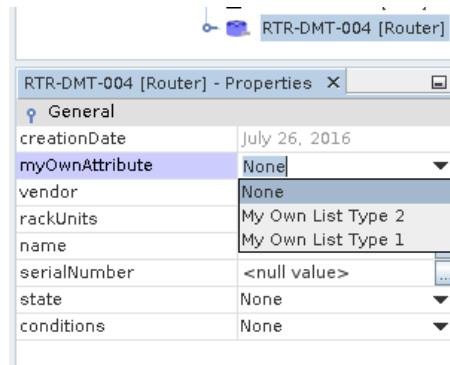 RTR-DMT-004 [Router]
RTR-DMT-004 [Router] - Properties X
General
creationDate July 26, 2016
myOwnAttribute None
vendor None
rackUnits My Own List Type 2
name My Own List Type 1
serialNumber <null value> ...
state None
conditions None